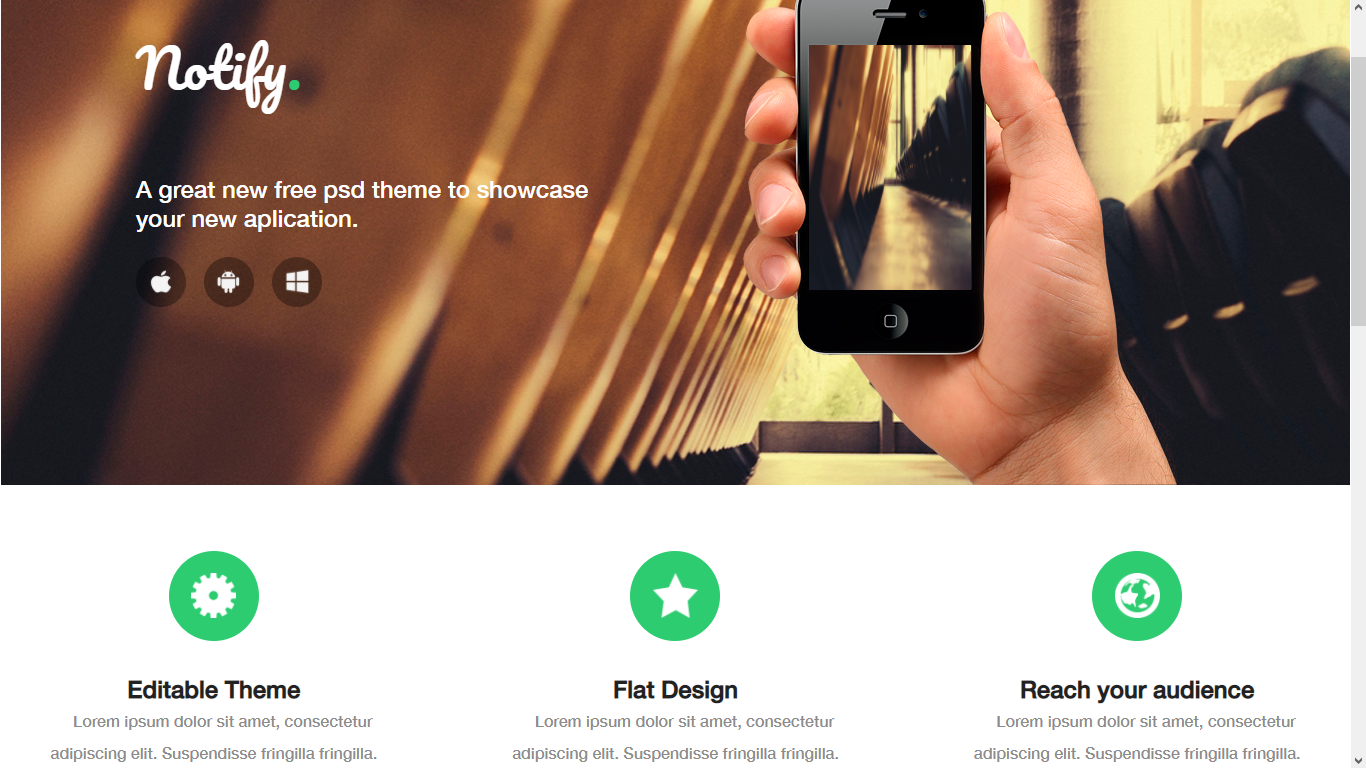 Notify.
A great new free psd theme to showcase
your new aplication.
Editable Theme
Lorem ipsum dolor sit amet, consectetur
adipiscing elit. Suspendisse fringilla fringilla.
Flat Design
Lorem ipsum dolor sit amet, consectetur
adipiscing elit. Suspendisse fringilla fringilla.
Reach your audience
Lorem ipsum dolor sit amet, consectetur
adipiscing elit. Suspendisse fringilla fringilla.